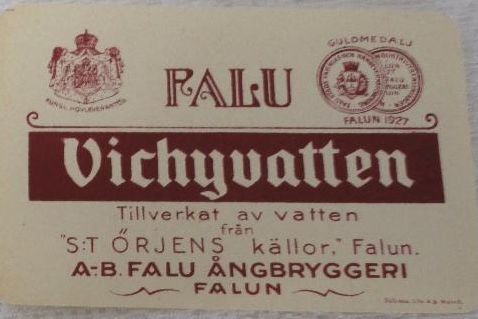 GULDMEDALJ
FALU
KUNGL. HOVLEVERANTÖR
FALUN 1927
Vichyvatten
Tillverkat av vatten
från
"S:T ÖRJENS källor," Falun.
A.-B. FALU ÅNGBRYGGERI
FALUN